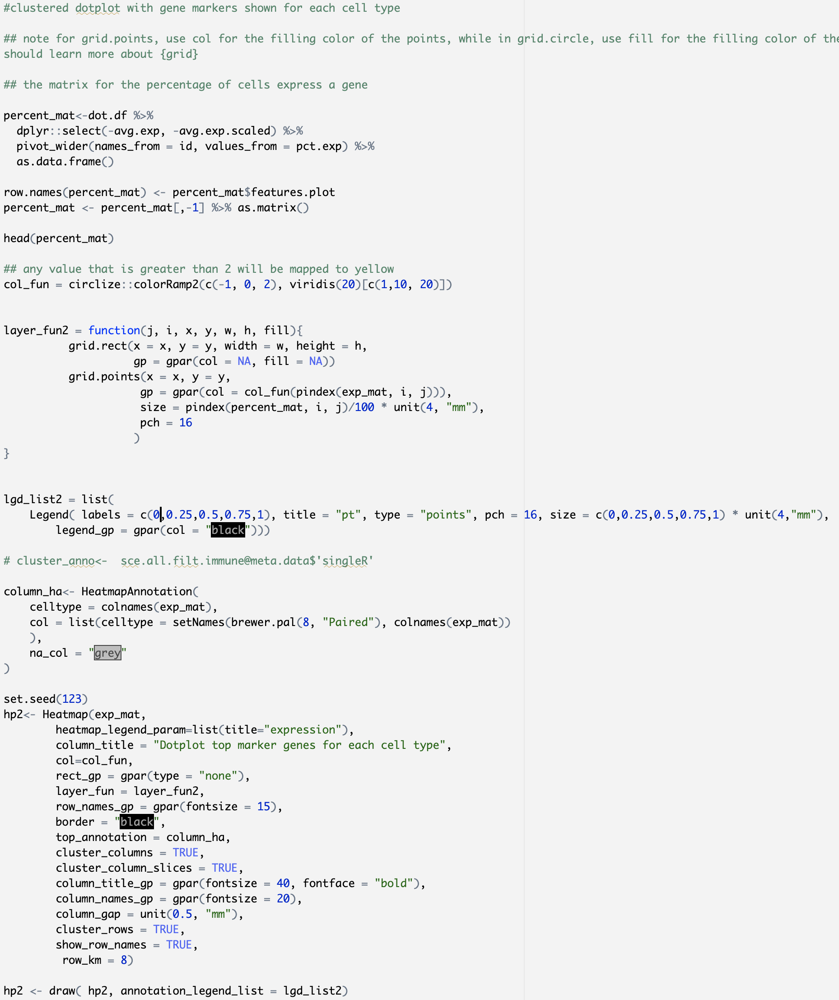 #clustered dotplot with gene markers shown for each cell type
## note for grid.points, use col for the filling color of the points, while in grid.circle, use fill for the filling color of the
should learn more about {grid}
## the matrix for the percentage of cells express a gene
percent_mat<-dot.df %>%
  dplyr::select(-avg.exp, -avg.exp.scaled) %>%
  pivot_wider(names_from = id, values_from = pct.exp) %>%
  as.data.frame()
row.names(percent_mat) <- percent_mat$features.plot
percent_mat <- percent_mat[,-1] %>% as.matrix()
head(percent_mat)
## any value that is greater than 2 will be mapped to yellow
col_fun = circlize::colorRamp2(c(-1, 0, 2), viridis(20)[c(1,10, 20)])
layer_fun2 = function(j, i, x, y, w, h, fill){
          grid.rect(x = x, y = y, width = w, height = h,
                    gp = gpar(col = NA, fill = NA))
          grid.points(x = x, y = y,
                     gp = gpar(col = col_fun(pindex(exp_mat, i, j))),
                     size = pindex(percent_mat, i, j)/100 * unit(4, "mm"),
                     pch = 16
                    )
}
lgd_list2 = list(
    Legend( labels = c(0,0.25,0.5,0.75,1), title = "pt", type = "points", pch = 16, size = c(0,0.25,0.5,0.75,1) * unit(4,"mm"),
        legend_gp = gpar(col = "black")))
# cluster_anno<-  sce.all.filt.immune@meta.data$'singleR'
column_ha<- HeatmapAnnotation(
    celltype = colnames(exp_mat),
    col = list(celltype = setNames(brewer.pal(8, "Paired"), colnames(exp_mat))
    ),
    na_col = "grey"
)
set.seed(123)
hp2<- Heatmap(exp_mat,
        heatmap_legend_param=list(title="expression"),
        column_title = "Dotplot top marker genes for each cell type",
        col=col_fun,
        rect_gp = gpar(type = "none"),
        layer_fun = layer_fun2,
        row_names_gp = gpar(fontsize = 15),
        border = "black",
        top_annotation = column_ha,
        cluster_columns = TRUE,
        cluster_column_slices = TRUE,
        column_title_gp = gpar(fontsize = 40, fontface = "bold"),
        column_names_gp = gpar(fontsize = 20),
        column_gap = unit(0.5, "mm"),
        cluster_rows = TRUE,
        show_row_names = TRUE,
         row_km = 8)
hp2 <- draw( hp2, annotation_legend_list = lgd_list2)